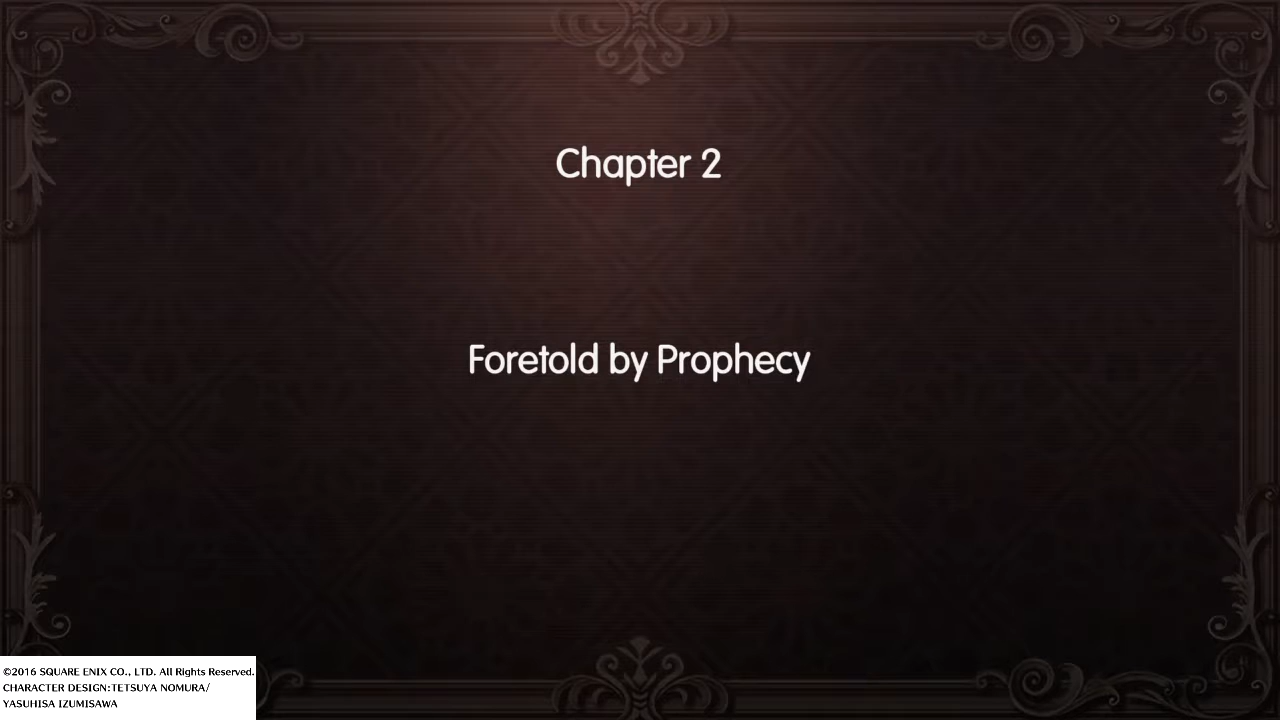 Chapter 2
Foretold by Prophecy
©2016 SQUARE ENIX CO., LTD. All Rights Reserved.
CHARACTER DESIGN:TETSUYA NOMURA/
YASUHISA IZUMISAWA